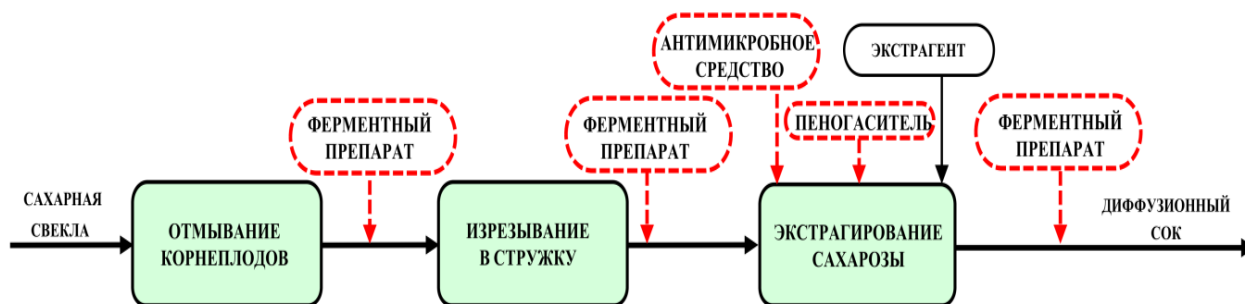 АНТИМИКРОБНОЕ
СРЕДСТВО
ЭКСТРАГЕНТ
ФЕРМЕНТНЫЙ
ПРЕПАРАТ
ФЕРМЕНТНЫЙ
ПРЕПАРАТ
ПЕНОГАСИТЕЛЬ
ФЕРМЕНТНЫЙ
ПРЕПАРАТ
САХАРНАЯ
СВЕКЛА
ОТМЫВАНИЕ
КОРНЕПЛОДОВ
ИЗРЕЗЫВАНИЕ
В СТРУЖКУ
ЭКСТРАГИРОВАНИЕ
САХАРОЗЫ
ДИФФУЗИОННЫЙ
СОК